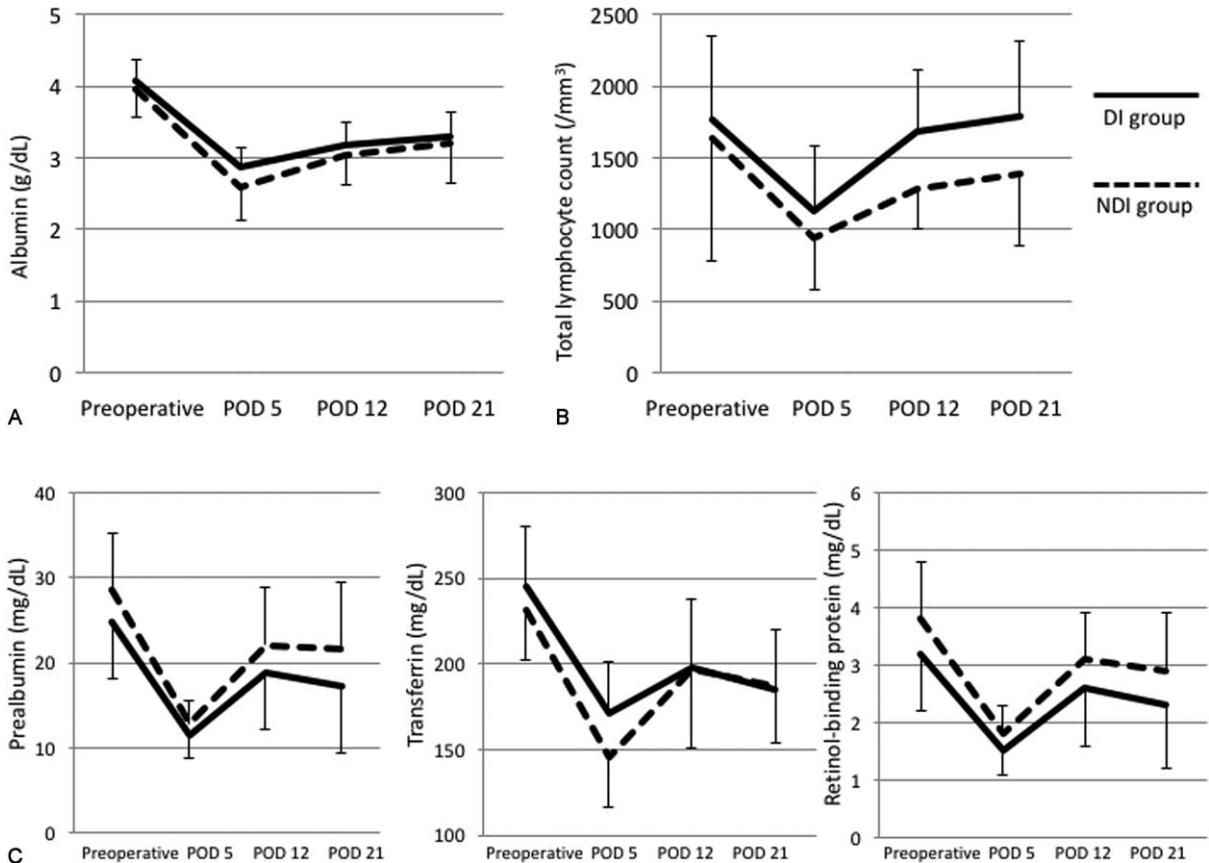 Albumin (g/dL)
5
4
3
2
1
0
Preoperative POD 5 POD 12 POD 21
A
Total lymphocyte count (/mm³)
2500
2000
1500
1000
500
0
Preoperative POD 5 POD 12 POD 21
B
DI group
NDI group
Prealbumin (mg/dL)
40
30
20
10
0
Preoperative POD 5 POD 12 POD 21
Transferrin (mg/dL)
300
250
200
150
100
Preoperative POD 5 POD 12 POD 21
Retinol-binding protein (mg/dL)
6
5
4
3
2
1
0
Preoperative POD 5 POD 12 POD 21
C